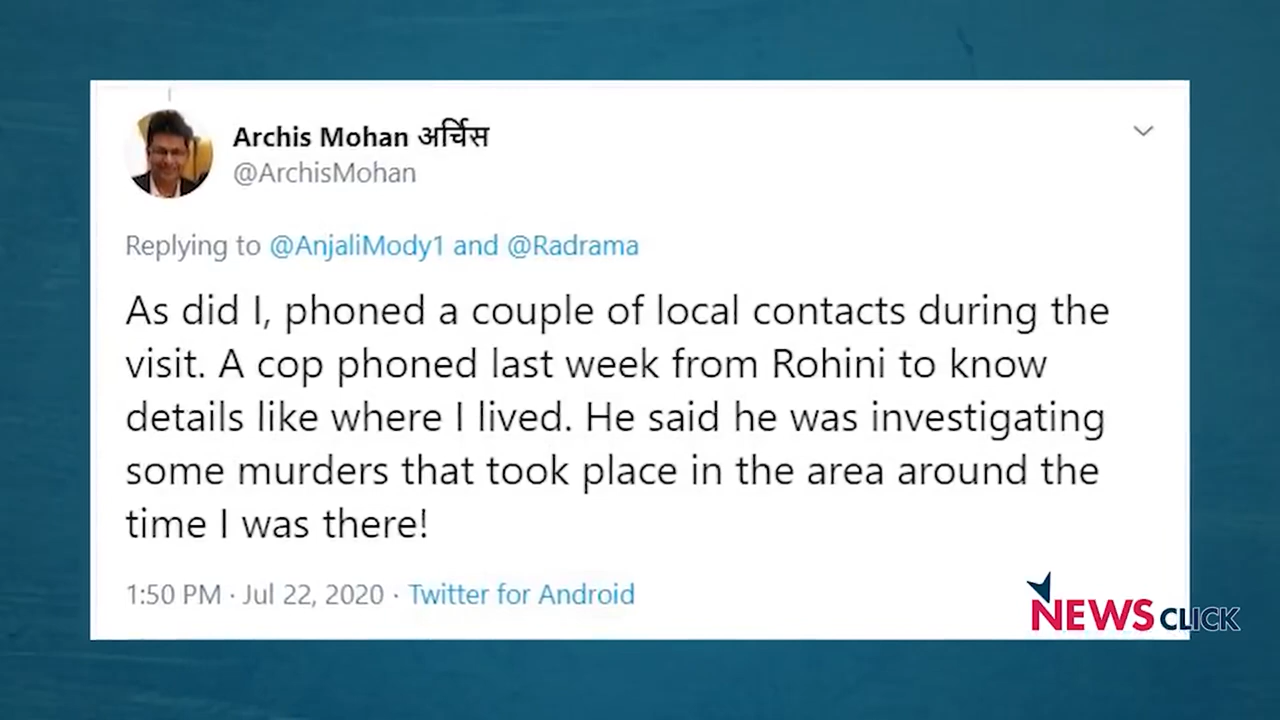 Archis Mohan अर्चिस
@ArchisMohan
Replying to @AnjaliMody1 and @Radrama
As did I, phoned a couple of local contacts during the
visit. A cop phoned last week from Rohini to know
details like where I lived. He said he was investigating
some murders that took place in the area around the
time I was there!
1:50 PM · Jul 22, 2020 · Twitter for Android
NEWSCLICK